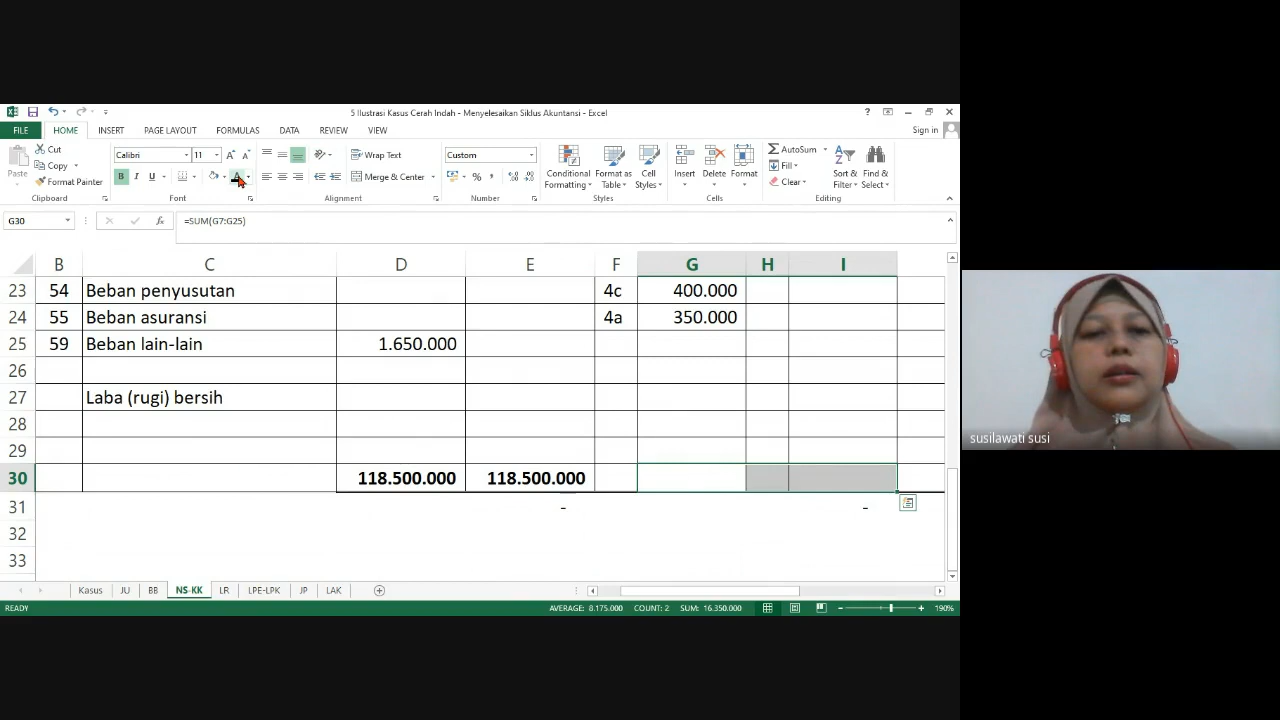 5 Ilustrasi Kasus Cerah Indah - Menyelesaikan Siklus Akuntansi - Excel
FILE HOME INSERT PAGE LAYOUT FORMULAS DATA REVIEW VIEW Sign in
Paste Cut Copy Format Painter Clipboard
Calibri 11 B I U A Font
Wrap Text Merge & Center Alignment
Custom % Number
Conditional Formatting Format as Table Cell Styles Styles
Insert Delete Format Cells
AutoSum Fill Clear Sort & Filter Find & Select Editing
G30 fx =SUM(G7:G25)
B C D E F G H I
23 54 Beban penyusutan 4c 400.000
24 55 Beban asuransi 4a 350.000
25 59 Beban lain-lain 1.650.000
26
27 Laba (rugi) bersih
28
29
30 118.500.000 118.500.000
31 - -
32
33
Kasus JU BB NS-KK LR LPE-LPK JP LAK
READY AVERAGE: 8.175.000 COUNT: 2 SUM: 16.350.000 190%
susilawati susi